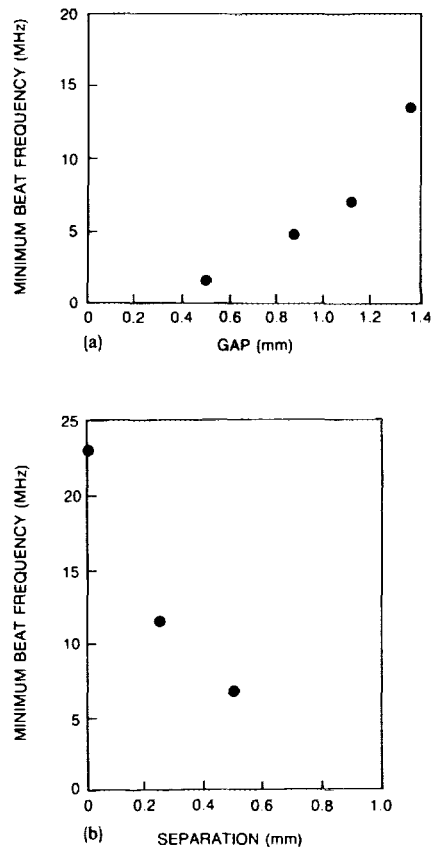 20
15
10
5
0
MINIMUM BEAT FREQUENCY (MHz)
0 0.2 0.4 0.6 0.8 1.0 1.2 1.4
(a)
GAP (mm)
25
20
15
10
5
0
MINIMUM BEAT FREQUENCY (MHz)
0 0.2 0.4 0.6 0.8 1.0
(b)
SEPARATION (mm)